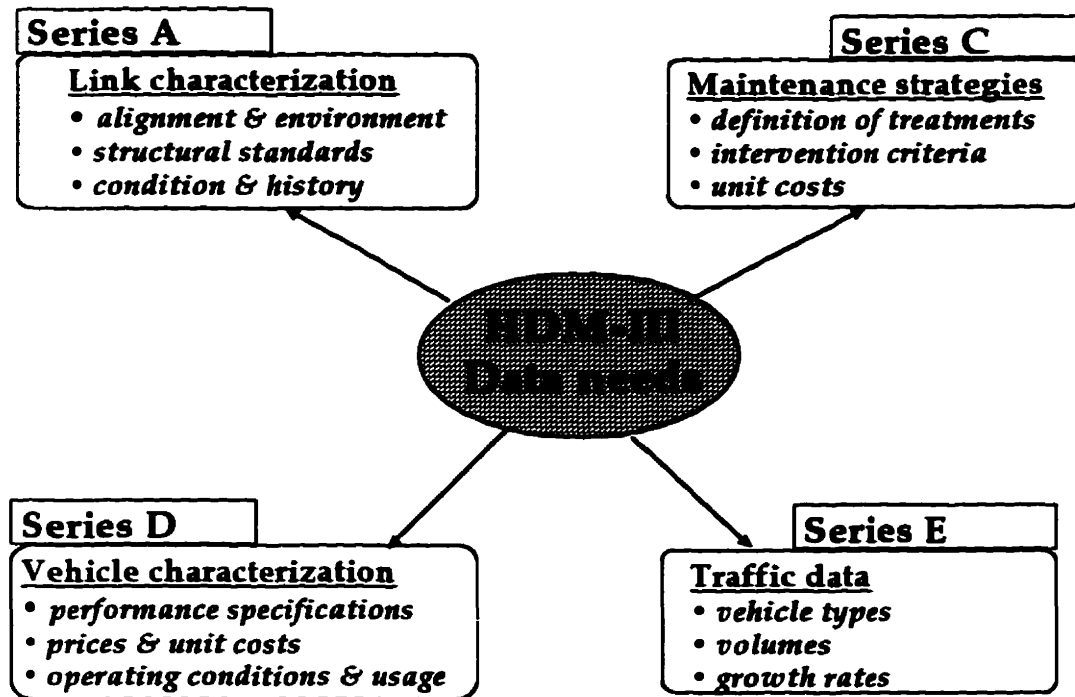 Series A
Link characterization
• alignment & environment
• structural standards
• condition & history
Series C
Maintenance strategies
• definition of treatments
• intervention criteria
• unit costs
HDM-III
Data needs
Series D
Vehicle characterization
• performance specifications
• prices & unit costs
• operating conditions & usage
Series E
Traffic data
• vehicle types
• volumes
• growth rates